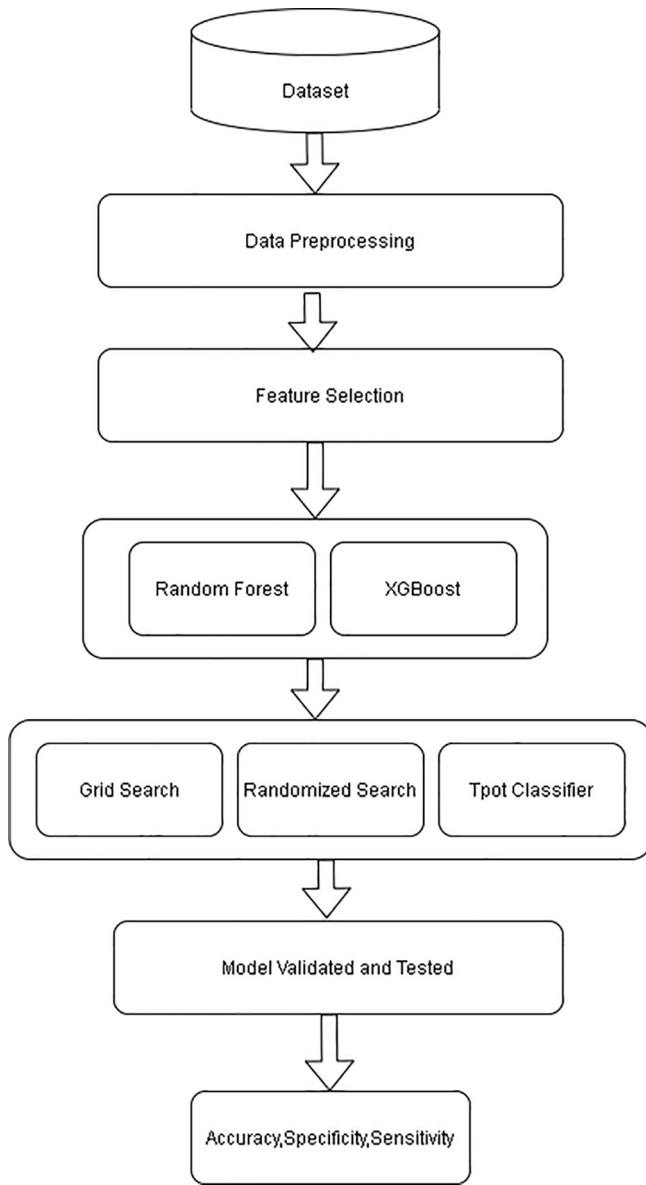 Dataset
Data Preprocessing
Feature Selection
Random Forest
XGBoost
Grid Search
Randomized Search
Tpot Classifier
Model Validated and Tested
Accuracy,Specificity,Sensitivity